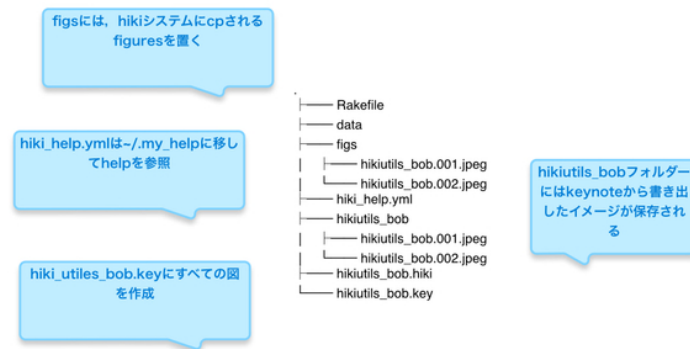 figsには，hikiシステムにcpされる
figuresを置く
hiki_help.ymlは~/.my_helpに移し
てhelpを参照
hiki_utiles_bob.keyにすべての図
を作成
.
├── Rakefile
├── data
├── figs
│   ├── hikiutils_bob.001.jpeg
│   └── hikiutils_bob.002.jpeg
├── hiki_help.yml
├── hikiutils_bob
│   ├── hikiutils_bob.001.jpeg
│   └── hikiutils_bob.002.jpeg
├── hikiutils_bob.hiki
└── hikiutils_bob.key
hikiutils_bobフォルダー
にはkeynoteから書き出
したイメージが保存され
る